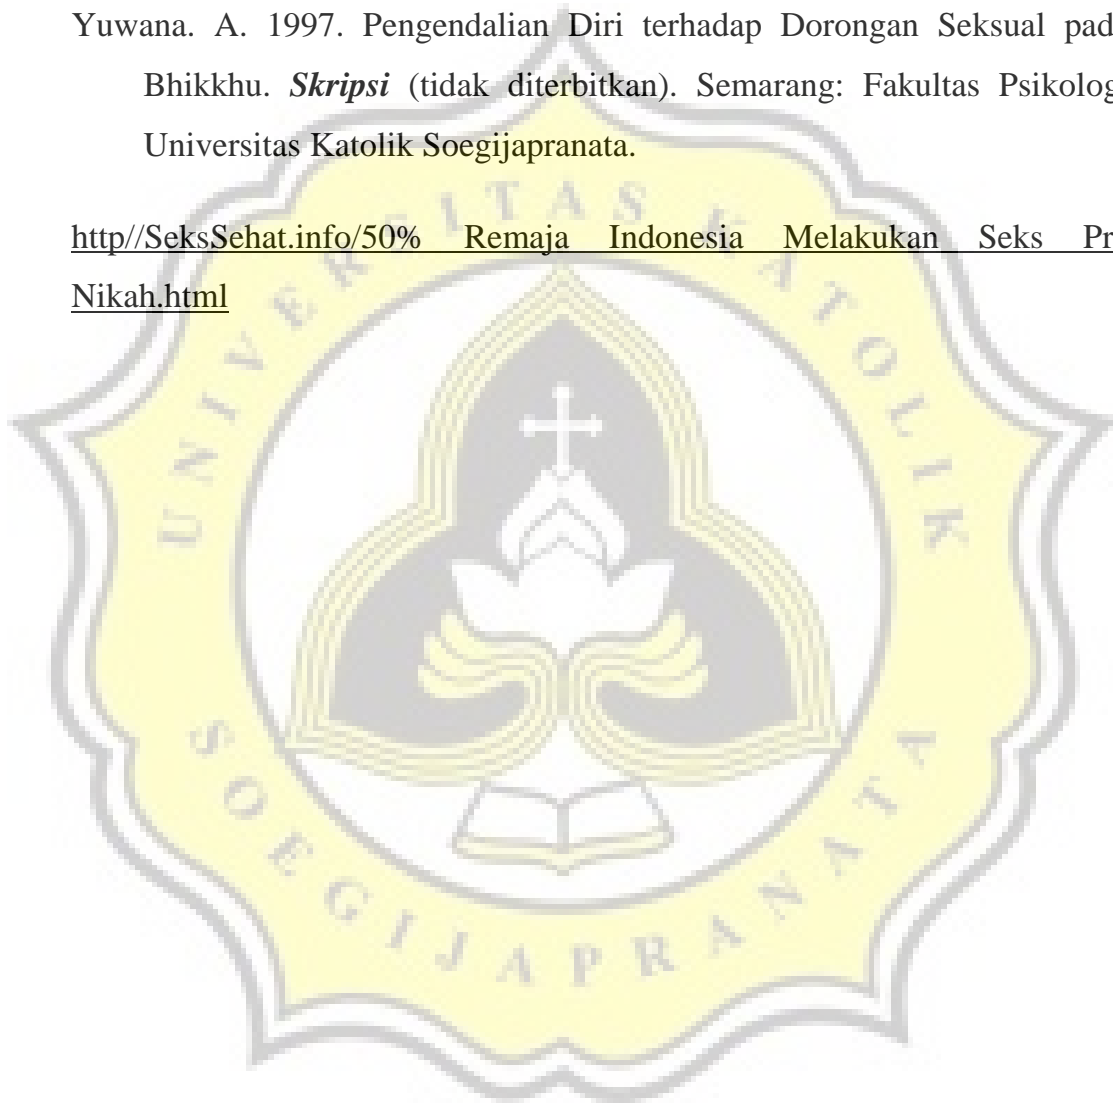 Yuwana. A. 1997. Pengendalian Diri terhadap Dorongan Seksual pad
Bhikkhu. Skripsi (tidak diterbitkan). Semarang: Fakultas Psikolog
Universitas Katolik Soegijapranata.
http//SeksSehat.info/50% Remaja Indonesia Melakukan Seks Pr
Nikah.html
UNIVERSITAS KATOLIK
SOEGIJAPRANATA